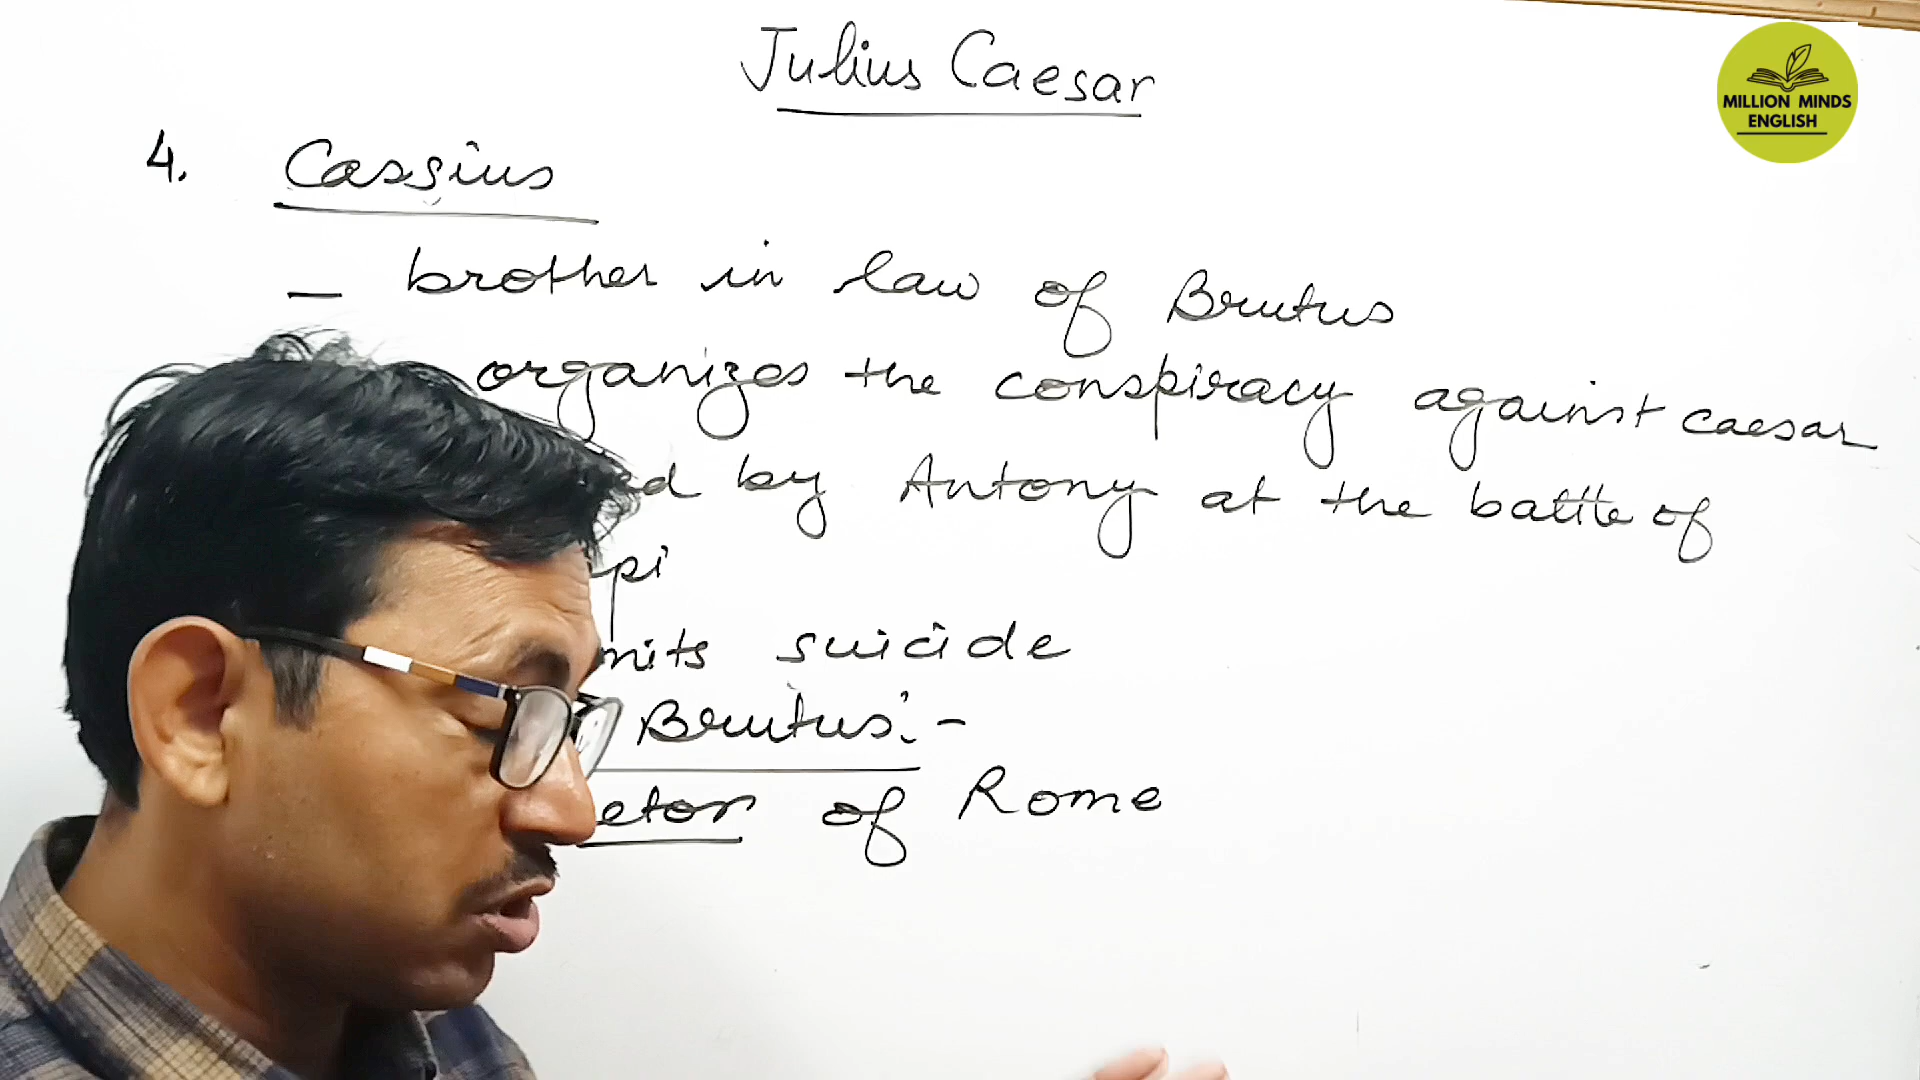 Julius Caesar
MILLION MINDS
ENGLISH
4. Cassius
– brother in law of Brutus
organizes the conspiracy against caesar
by Antony at the battle of
suicide
Brutus:-
of Rome